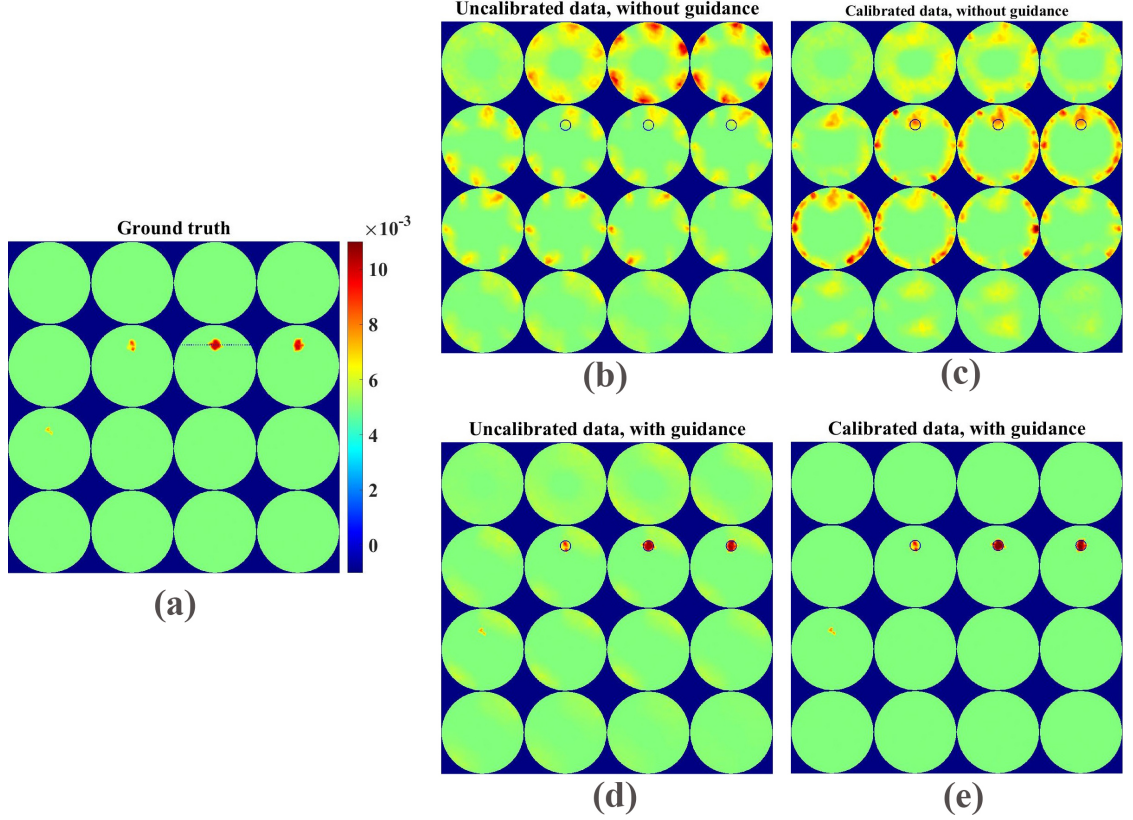 Uncalibrated data, without guidance
Calibrated data, without guidance
Ground truth
×10⁻³
10
8
6
4
2
0
(a)
(b)
(c)
Uncalibrated data, with guidance
Calibrated data, with guidance
(d)
(e)